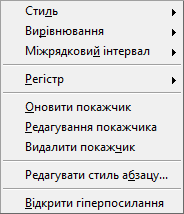 Стиль
Вирівнювання
Міжрядковий інтервал
Регістр
Оновити покажчик
Редагування покажчика
Видалити покажчик
Редагувати стиль абзацу...
Відкрити гіперпосилання